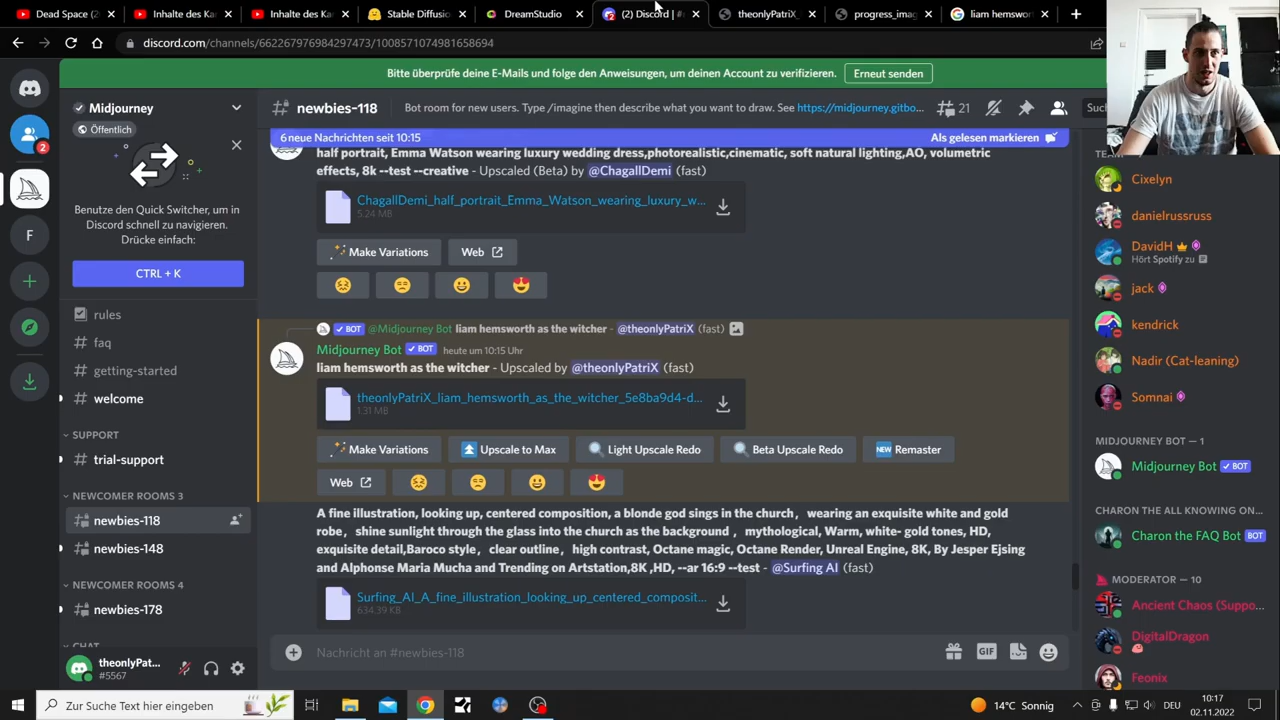 Dead Space (2
Inhalte des Ka
Inhalte des Ka
Stable Diffusi
DreamStudio
(2) Discord | #
theonlyPatriX_
progress_imag
liam hemswor
discord.com/channels/662267976984297473/1008571074981658694
Bitte überprüfe deine E-Mails und folge den Anweisungen, um deinen Account zu verifizieren.
Erneut senden
Midjourney
Öffentlich
Benutze den Quick Switcher, um in
Discord schnell zu navigieren.
Drücke einfach:
CTRL + K
rules
faq
getting-started
welcome
SUPPORT
trial-support
NEWCOMER ROOMS 3
newbies-118
newbies-148
NEWCOMER ROOMS 4
newbies-178
CHAT
theonlyPat...
#5567
2
F
newbies-118
Bot room for new users. Type /imagine then describe what you want to draw. See https://midjourney.gitbo...
21
Suc
6 neue Nachrichten seit 10:15
Als gelesen markieren
half portrait, Emma Watson wearing luxury wedding dress,photorealistic,cinematic, soft natural lighting,AO, volumetric
effects, 8k --test --creative - Upscaled (Beta) by @ChagallDemi (fast)
ChagallDemi_half_portrait_Emma_Watson_wearing_luxury_w...
5.24 MB
Make Variations
Web
BOT @Midjourney Bot liam hemsworth as the witcher - @theonlyPatriX (fast)
Midjourney Bot BOT heute um 10:15 Uhr
liam hemsworth as the witcher - Upscaled by @theonlyPatriX (fast)
theonlyPatriX_liam_hemsworth_as_the_witcher_5e8ba9d4-d...
1.31 MB
Make Variations
Upscale to Max
Light Upscale Redo
Beta Upscale Redo
NEW Remaster
Web
A fine illustration, looking up, centered composition, a blonde god sings in the church，wearing an exquisite white and gold
robe，shine sunlight through the glass into the church as the background，mythological, Warm, white- gold tones, HD,
exquisite detail,Baroc-style，clear outline，high contrast, Octane magic, Octane Render, Unreal Engine, 8K, By Jesper Ejsing
and Alphonse Maria Mucha and Trending on Artstation,8K ,HD, --ar 16:9 --test - @Surfing AI (fast)
Surfing_AI_A_fine_illustration_looking_up_centered_composit...
634.39 KB
Nachricht an #newbies-118
GIF
TEAM
Cixelyn
danielrussruss
DavidH
Hört Spotify zu
jack
kendrick
Nadir (Cat-leaning)
Somnai
MIDJOURNEY BOT — 1
Midjourney Bot BOT
CHARON THE ALL KNOWING ON...
Charon the FAQ Bot BOT
MODERATOR — 10
Ancient Chaos (Suppo...
DigitalDragon
Feonix
Zur Suche Text hier eingeben
14°C Sonnig
DEU
10:17
02.11.2022